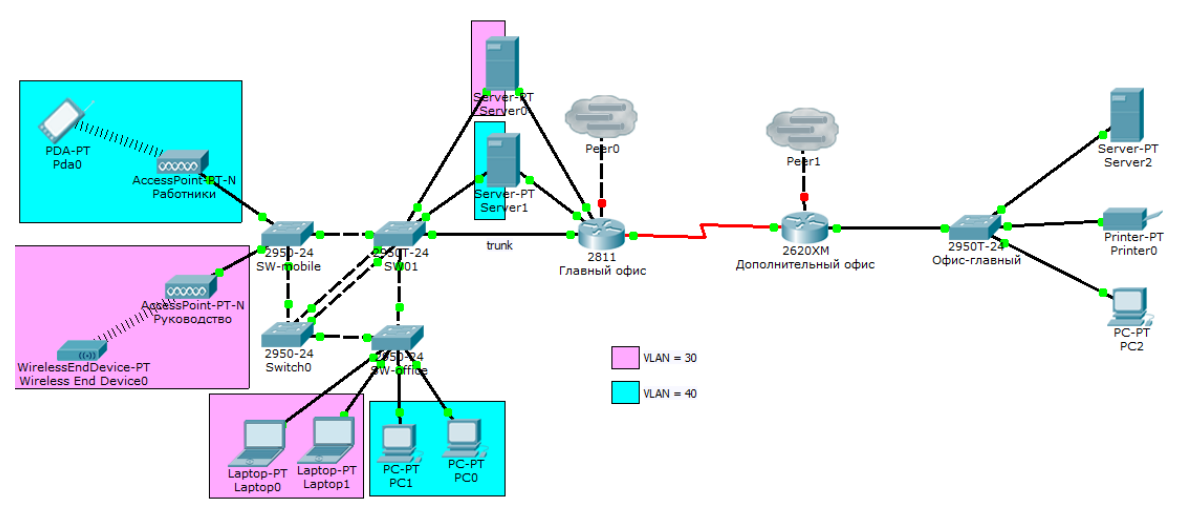 Server-PT
Server0
Peer0
Peer1
Server-PT
Server2
PDA-PT
Pda0
AccessPoint-PT-N
Работники
Server-PT
Server1
trunk
2950-24
SW-mobile
2950T-24
SW01
2811
Главный офис
2620XM
Дополнительный офис
2950T-24
Офис-главный
Printer-PT
Printer0
AccessPoint-PT-N
Руководство
WirelessEndDevice-PT
Wireless End Device0
2950-24
Switch0
2950-24
SW-office
PC-PT
PC2
VLAN = 30
VLAN = 40
Laptop-PT
Laptop0
Laptop-PT
Laptop1
PC-PT
PC1
PC-PT
PC0